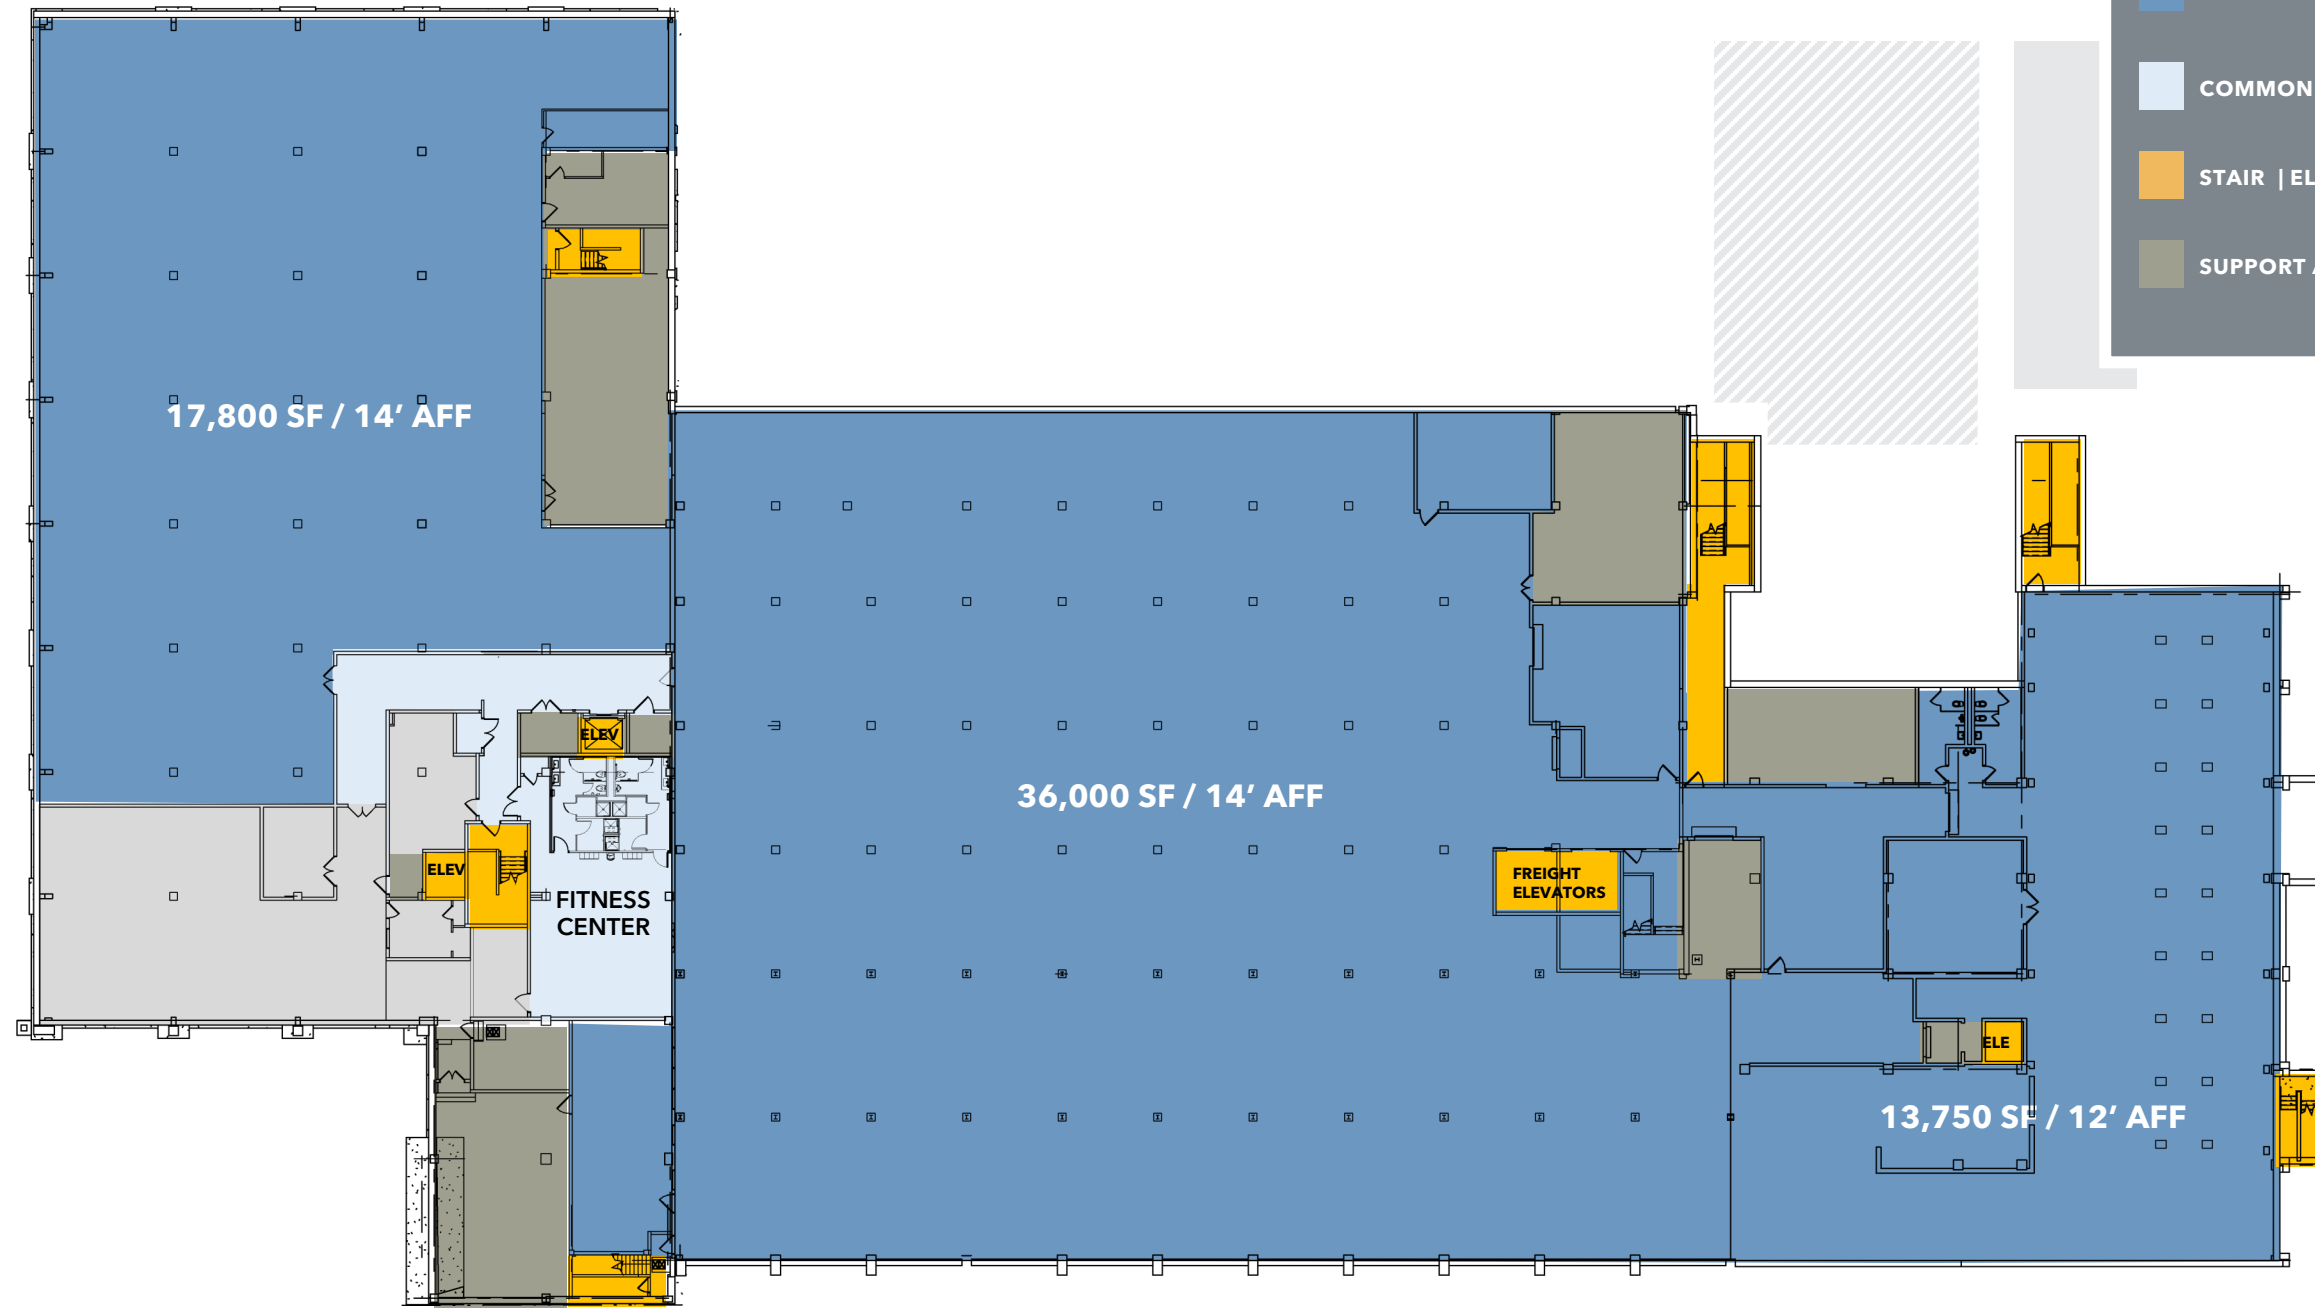 COMMON
STAIR | EL
SUPPORT
17,800 SF / 14’ AFF
ELEV
36,000 SF / 14’ AFF
ELEV
FREIGHT
ELEVATORS
FITNESS
CENTER
ELE
13,750 SF / 12’ AFF